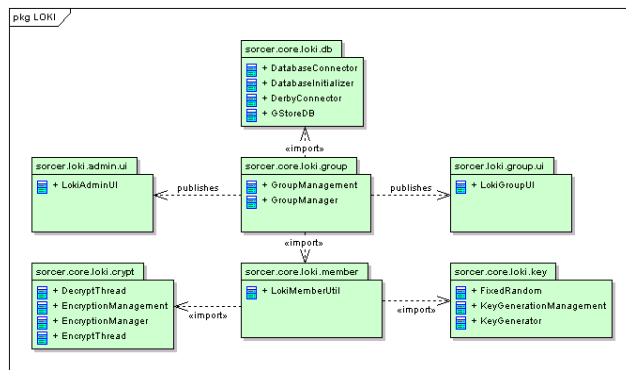 pkg LOKI
sorcer.core.loki.db
+ DatabaseConnector
+ DatabaseInitializer
+ DerbyConnector
+ GStoreDB
«import»
sorcer.loki.admin.ui
+ LokiAdminUI
publishes
sorcer.core.loki.group
+ GroupManagement
+ GroupManager
publishes
sorcer.loki.group.ui
+ LokiGroupUI
«import»
sorcer.core.loki.crypt
+ DecryptThread
+ EncryptionManagement
+ EncryptionManager
+ EncryptThread
«import»
sorcer.core.loki.member
+ LokiMemberUtil
«import»
sorcer.core.loki.key
+ FixedRandom
+ KeyGenerationManagement
+ KeyGenerator